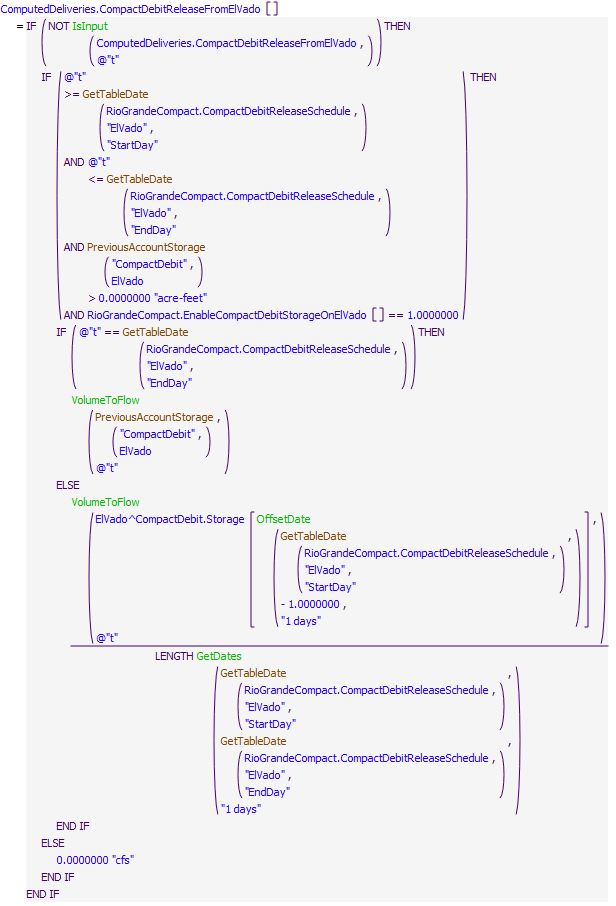 ComputedDeliveries.CompactDebitReleaseFromElVado []
= IF ( NOT IsInput THEN
( ComputedDeliveries.CompactDebitReleaseFromElVado ,
@"t" )
IF ( @"t" THEN
>= GetTableDate
( RioGrandeCompact.CompactDebitReleaseSchedule ,
"ElVado" ,
"StartDay" )
AND @"t"
<= GetTableDate
( RioGrandeCompact.CompactDebitReleaseSchedule ,
"ElVado" ,
"EndDay" )
AND PreviousAccountStorage
( "CompactDebit" ,
ElVado )
> 0.0000000 "acre-feet"
AND RioGrandeCompact.EnableCompactDebitStorageOnElVado [] == 1.0000000 )
IF ( @"t" == GetTableDate THEN
( RioGrandeCompact.CompactDebitReleaseSchedule ,
"ElVado" ,
"EndDay" )
VolumeToFlow
( PreviousAccountStorage ,
( "CompactDebit" ,
ElVado )
@"t" )
ELSE
VolumeToFlow
( ElVado^CompactDebit.Storage [ OffsetDate ] ,
( GetTableDate ,
( RioGrandeCompact.CompactDebitReleaseSchedule ,
"ElVado" ,
"StartDay" )
- 1.0000000 ,
"1 days" )
@"t" )
LENGTH GetDates
( GetTableDate ,
( RioGrandeCompact.CompactDebitReleaseSchedule ,
"ElVado" ,
"StartDay" )
GetTableDate ,
( RioGrandeCompact.CompactDebitReleaseSchedule ,
"ElVado" ,
"EndDay" )
"1 days" )
END IF
ELSE
0.0000000 "cfs"
END IF
END IF